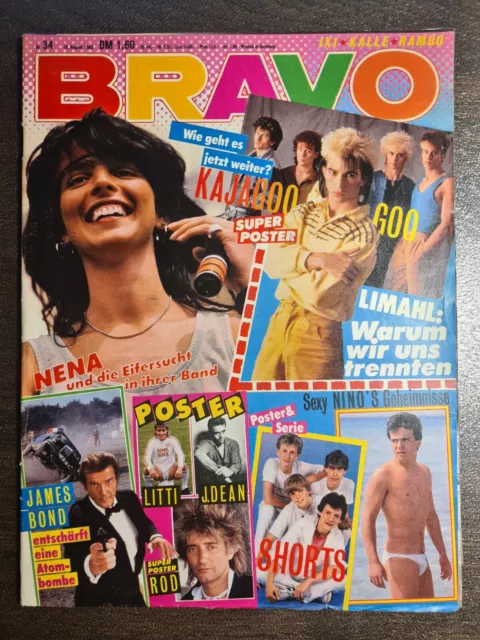 34
DM 1,60
IXI ★ KALLE ★ RAMBO
BRAVO
Wie geht es
jetzt weiter?
KAJAGOO
GOO
SUPER
POSTER
LIMAHL:
Warum
wir uns
trennten
NENA
und die Eifersucht
in ihrer Band
JAMES
BOND
entschärft
eine
Atom-
bombe
POSTER
LITTI
J.DEAN
SUPER
POSTER
ROD
Poster&
Serie
SHORTS
Sexy NINO'S Geheimnisse